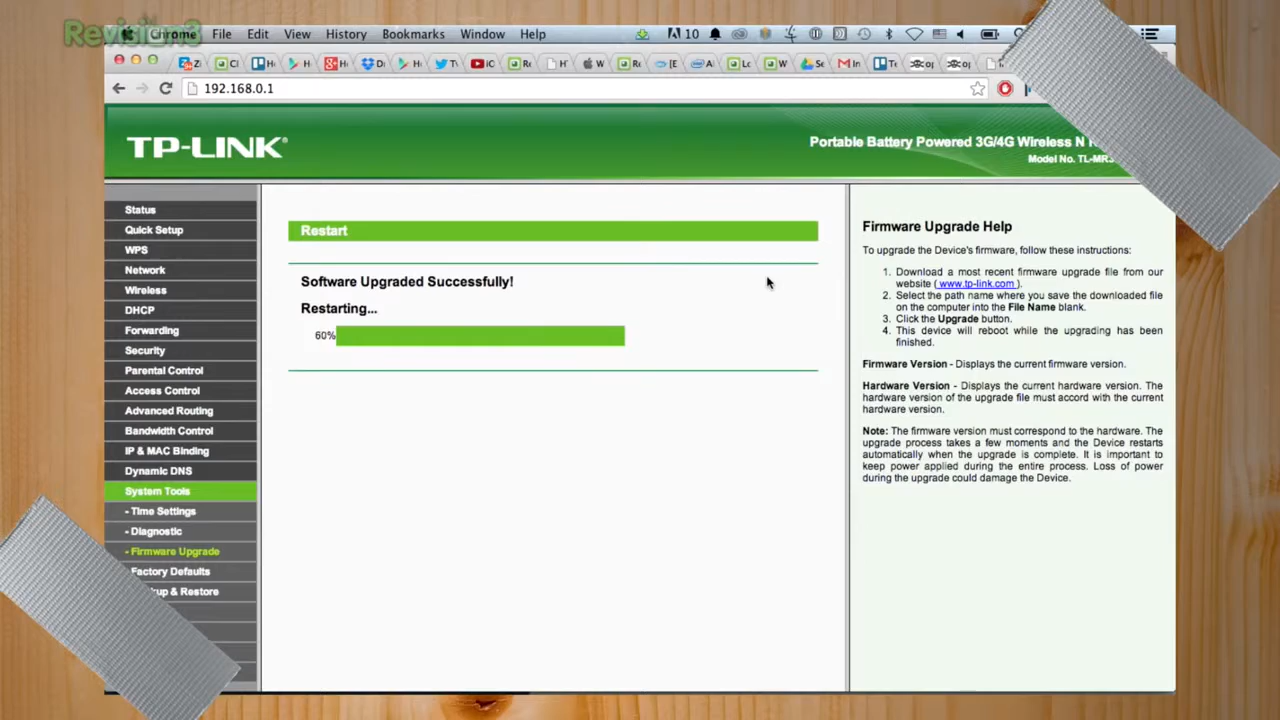 Revision3
Chrome File Edit View History Bookmarks Window Help 10
192.168.0.1
TP-LINK®
Portable Battery Powered 3G/4G Wireless N
Model No.
Status
Quick Setup
WPS
Network
Wireless
DHCP
Forwarding
Security
Parental Control
Access Control
Advanced Routing
Bandwidth Control
IP & MAC Binding
Dynamic DNS
System Tools
- Time Settings
- Diagnostic
- Firmware Upgrade
Factory Defaults
& Restore
Restart
Software Upgraded Successfully!
Restarting...
60%
Firmware Upgrade Help
To upgrade the Device's firmware, follow these instructions:
1. Download a most recent firmware upgrade file from our
website ( www.tp-link.com ).
2. Select the path name where you save the downloaded file
on the computer into the File Name blank.
3. Click the Upgrade button.
4. This device will reboot while the upgrading has been
finished.
Firmware Version - Displays the current firmware version.
Hardware Version - Displays the current hardware version. The
hardware version of the upgrade file must accord with the current
hardware version.
Note: The firmware version must correspond to the hardware. The
upgrade process takes a few moments and the Device restarts
automatically when the upgrade is complete. It is important to
keep power applied during the entire process. Loss of power
during the upgrade could damage the Device.